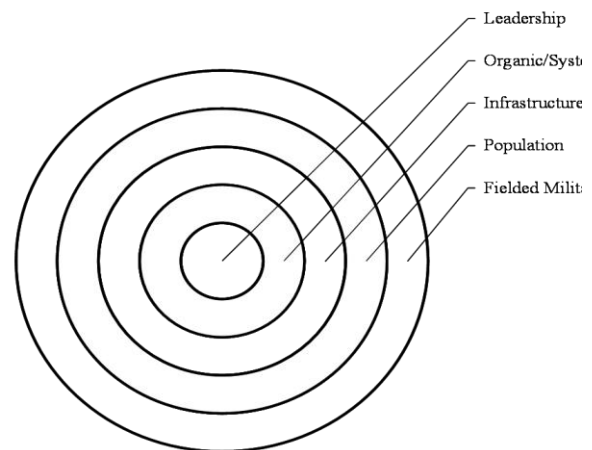 Leadership
Organic/Syste
Infrastructure
Population
Fielded Milita